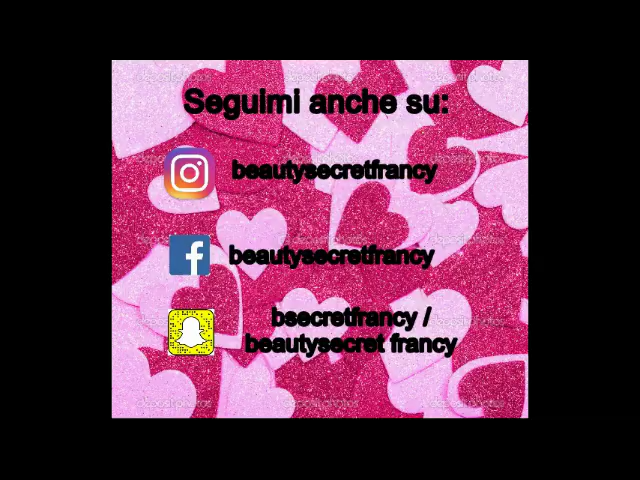 Seguimi anche su:
beautysecretfrancy
beautysecretfrancy
bsecretfrancy /
beautysecret francy